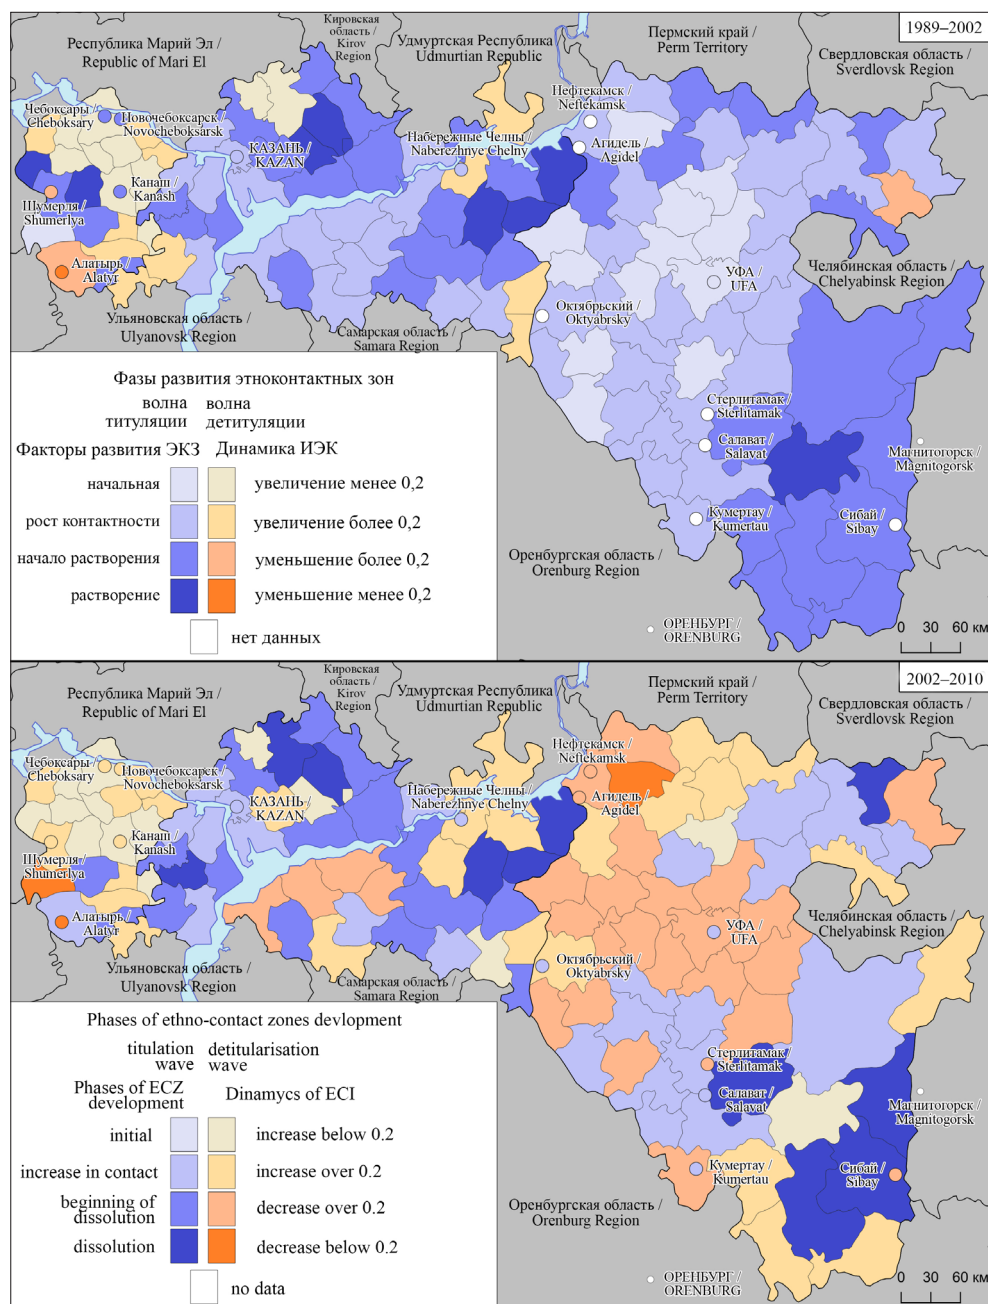 Кировская
область /
Kirov
Region
Республика Марий Эл /
Republic of Mari El
Удмуртская Республика
Udmurtian Republic
Пермский край /
Perm Territory
1989–2002
Свердловская область /
Sverdlovsk Region
Чебоксары /
Cheboksary
Новочебоксарск /
Novocheboksarsk
КАЗАНЬ /
KAZAN
Набережные Челны /
Naberezhnye Chelny
Нефтекамск /
Neftekamsk
Агидель /
Agidel
Канаш /
Kanash
Шумерля /
Shumerlya
Алатырь /
Alatyr
УФА /
UFA
Челябинская область /
Chelyabinsk Region
Октябрьский /
Oktyabrsky
Ульяновская область /
Ulyanovsk Region
Самарская область /
Samara Region
Стерлитамак /
Sterlitamak
Салават /
Salavat
Магнитогорск /
Magnitogorsk
Кумертау /
Kumertau
Сибай /
Sibay
Оренбургская область /
Orenburg Region
ОРЕНБУРГ /
ORENBURG
0 30 60 км
Фазы развития этноконтактных зон
волна
титуляции
волна
детитуляции
Факторы развития ЭКЗ
Динамика ИЭК
начальная
увеличение менее 0,2
рост контактности
увеличение более 0,2
начало растворения
уменьшение более 0,2
растворение
уменьшение менее 0,2
нет данных
Кировская
область /
Kirov
Region
Республика Марий Эл /
Republic of Mari El
Удмуртская Республика
Udmurtian Republic
Пермский край /
Perm Territory
2002–2010
Свердловская область /
Sverdlovsk Region
Чебоксары /
Cheboksary
Новочебоксарск /
Novocheboksarsk
КАЗАНЬ /
KAZAN
Набережные Челны /
Naberezhnye Chelny
Нефтекамск /
Neftekamsk
Агидель /
Agidel
Канаш /
Kanash
Шумерля /
Shumerlya
Алатырь /
Alatyr
УФА /
UFA
Челябинская область /
Chelyabinsk Region
Октябрьский /
Oktyabrsky
Ульяновская область /
Ulyanovsk Region
Самарская область /
Samara Region
Стерлитамак /
Sterlitamak
Салават /
Salavat
Магнитогорск /
Magnitogorsk
Кумертау /
Kumertau
Сибай /
Sibay
Оренбургская область /
Orenburg Region
ОРЕНБУРГ /
ORENBURG
0 30 60 км
Phases of ethno-contact zones devlopment
titulation
wave
detitularisation
wave
Phases of ECZ
development
Dinamycs of ECI
initial
increase below 0.2
increase in contact
increase over 0.2
beginning of
dissolution
decrease over 0.2
dissolution
decrease below 0.2
no data